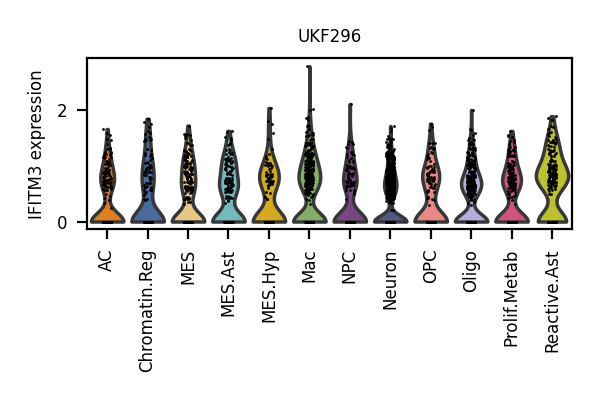 UKF296
IFITM3 expression
2
0
AC
Chromatin.Reg
MES
MES.Ast
MES.Hyp
Mac
NPC
Neuron
OPC
Oligo
Prolif.Metab
Reactive.Ast